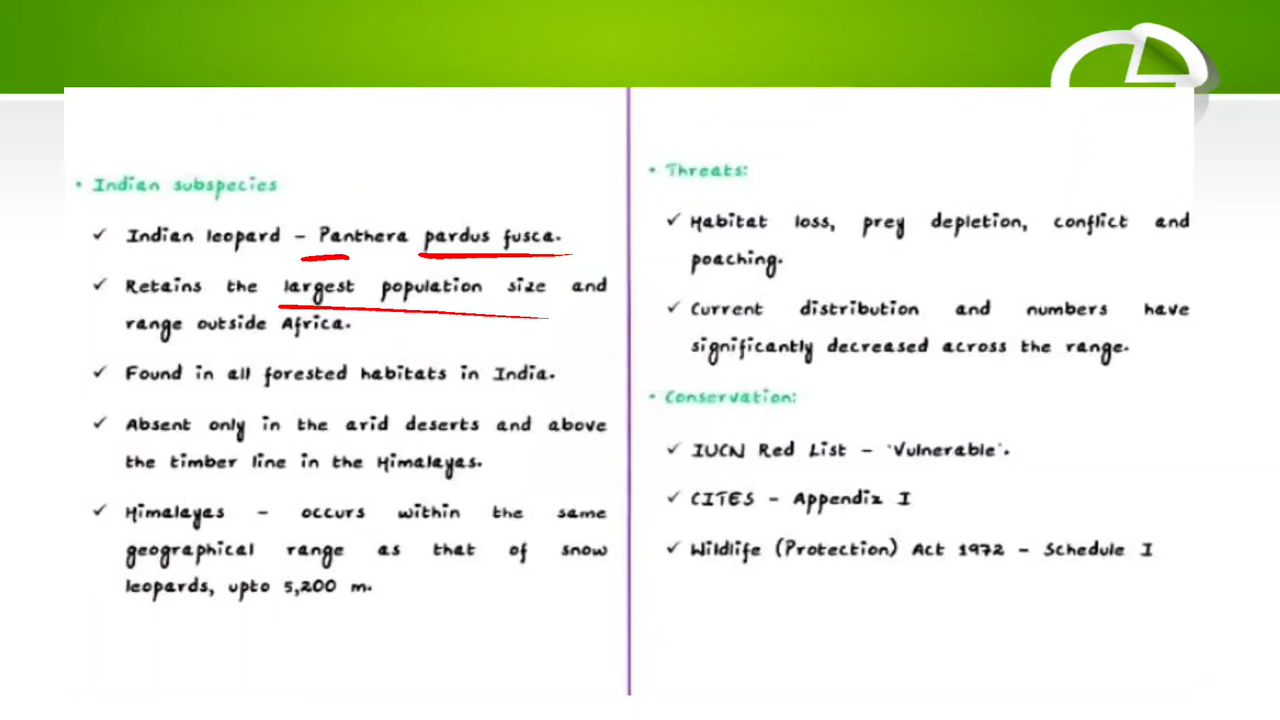 • Indian subspecies
✓ Indian leopard – Panthera pardus fusca.
✓ Retains the largest population size and
range outside Africa.
✓ Found in all forested habitats in India.
✓ Absent only in the arid deserts and above
the timber line in the Himalayas.
✓ Himalayas – occurs within the same
geographical range as that of snow
leopards, upto 5,200 m.
• Threats:
✓ Habitat loss, prey depletion, conflict and
poaching.
✓ Current distribution and numbers have
significantly decreased across the range.
• Conservation:
✓ IUCN Red List – 'Vulnerable'.
✓ CITES – Appendix I
✓ Wildlife (Protection) Act 1972 – Schedule I